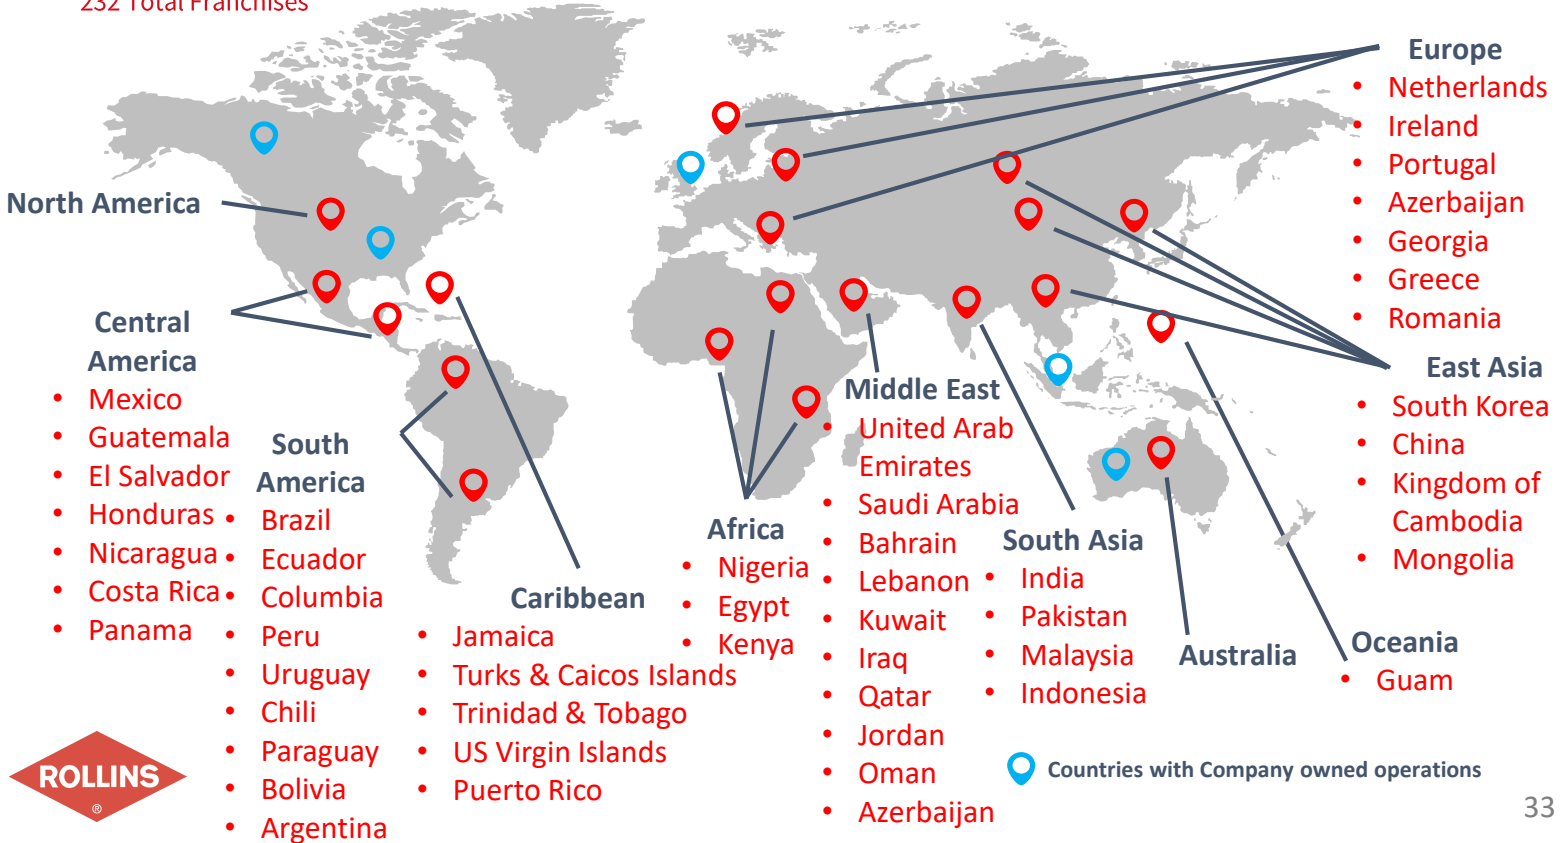 232 Total Franchises
North America
Central
America
• Mexico
• Guatemala
• El Salvador
• Honduras
• Nicaragua
• Costa Rica
• Panama
South
America
• Brazil
• Ecuador
• Columbia
• Peru
• Uruguay
• Chili
• Paraguay
• Bolivia
• Argentina
Caribbean
• Jamaica
• Turks & Caicos Islands
• Trinidad & Tobago
• US Virgin Islands
• Puerto Rico
Africa
• Nigeria
• Egypt
• Kenya
Middle East
• United Arab
Emirates
• Saudi Arabia
• Bahrain
• Lebanon
• Kuwait
• Iraq
• Qatar
• Jordan
• Oman
• Azerbaijan
South Asia
• India
• Pakistan
• Malaysia
• Indonesia
Australia
Oceania
• Guam
Europe
• Netherlands
• Ireland
• Portugal
• Azerbaijan
• Georgia
• Greece
• Romania
East Asia
• South Korea
• China
• Kingdom of
Cambodia
• Mongolia
Countries with Company owned operations
ROLLINS
®
33